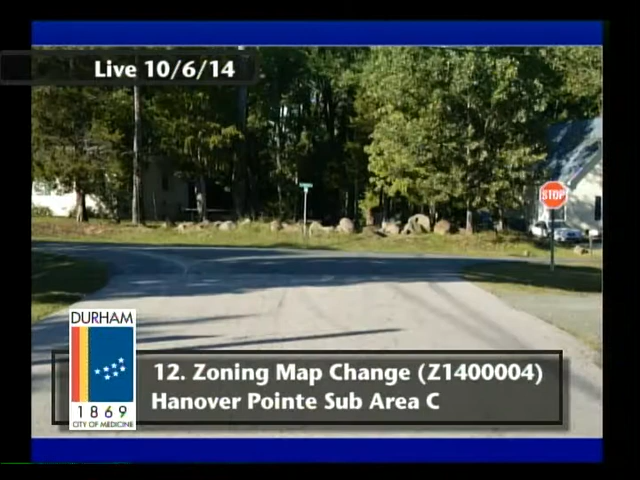 Live 10/6/14
STOP
DURHAM
1869
CITY OF MEDICINE
12. Zoning Map Change (Z1400004)
Hanover Pointe Sub Area C